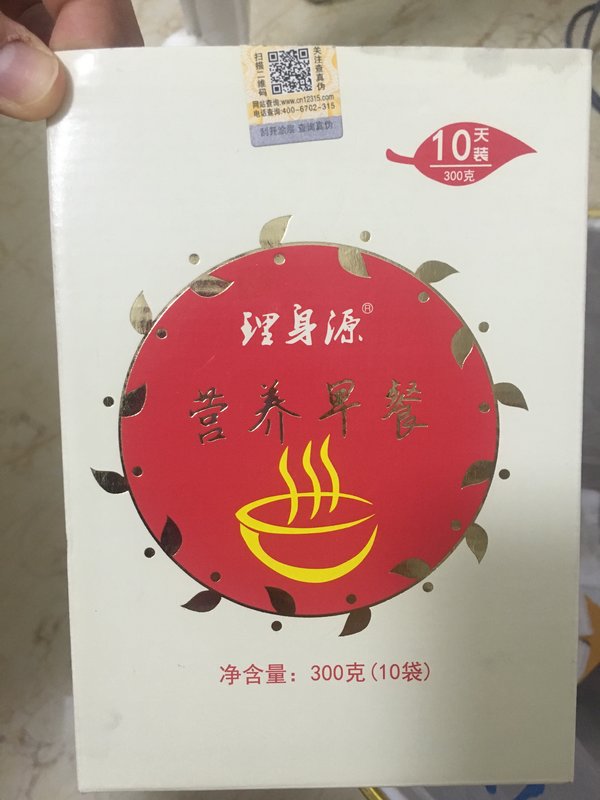 扫描二维码
关注查真伪
网站查询:www.cn12315.com
电话查询:400-6702-315
刮开涂层 查询真伪
10天装
300克
理身源®
营养早餐
净含量：300克(10袋)